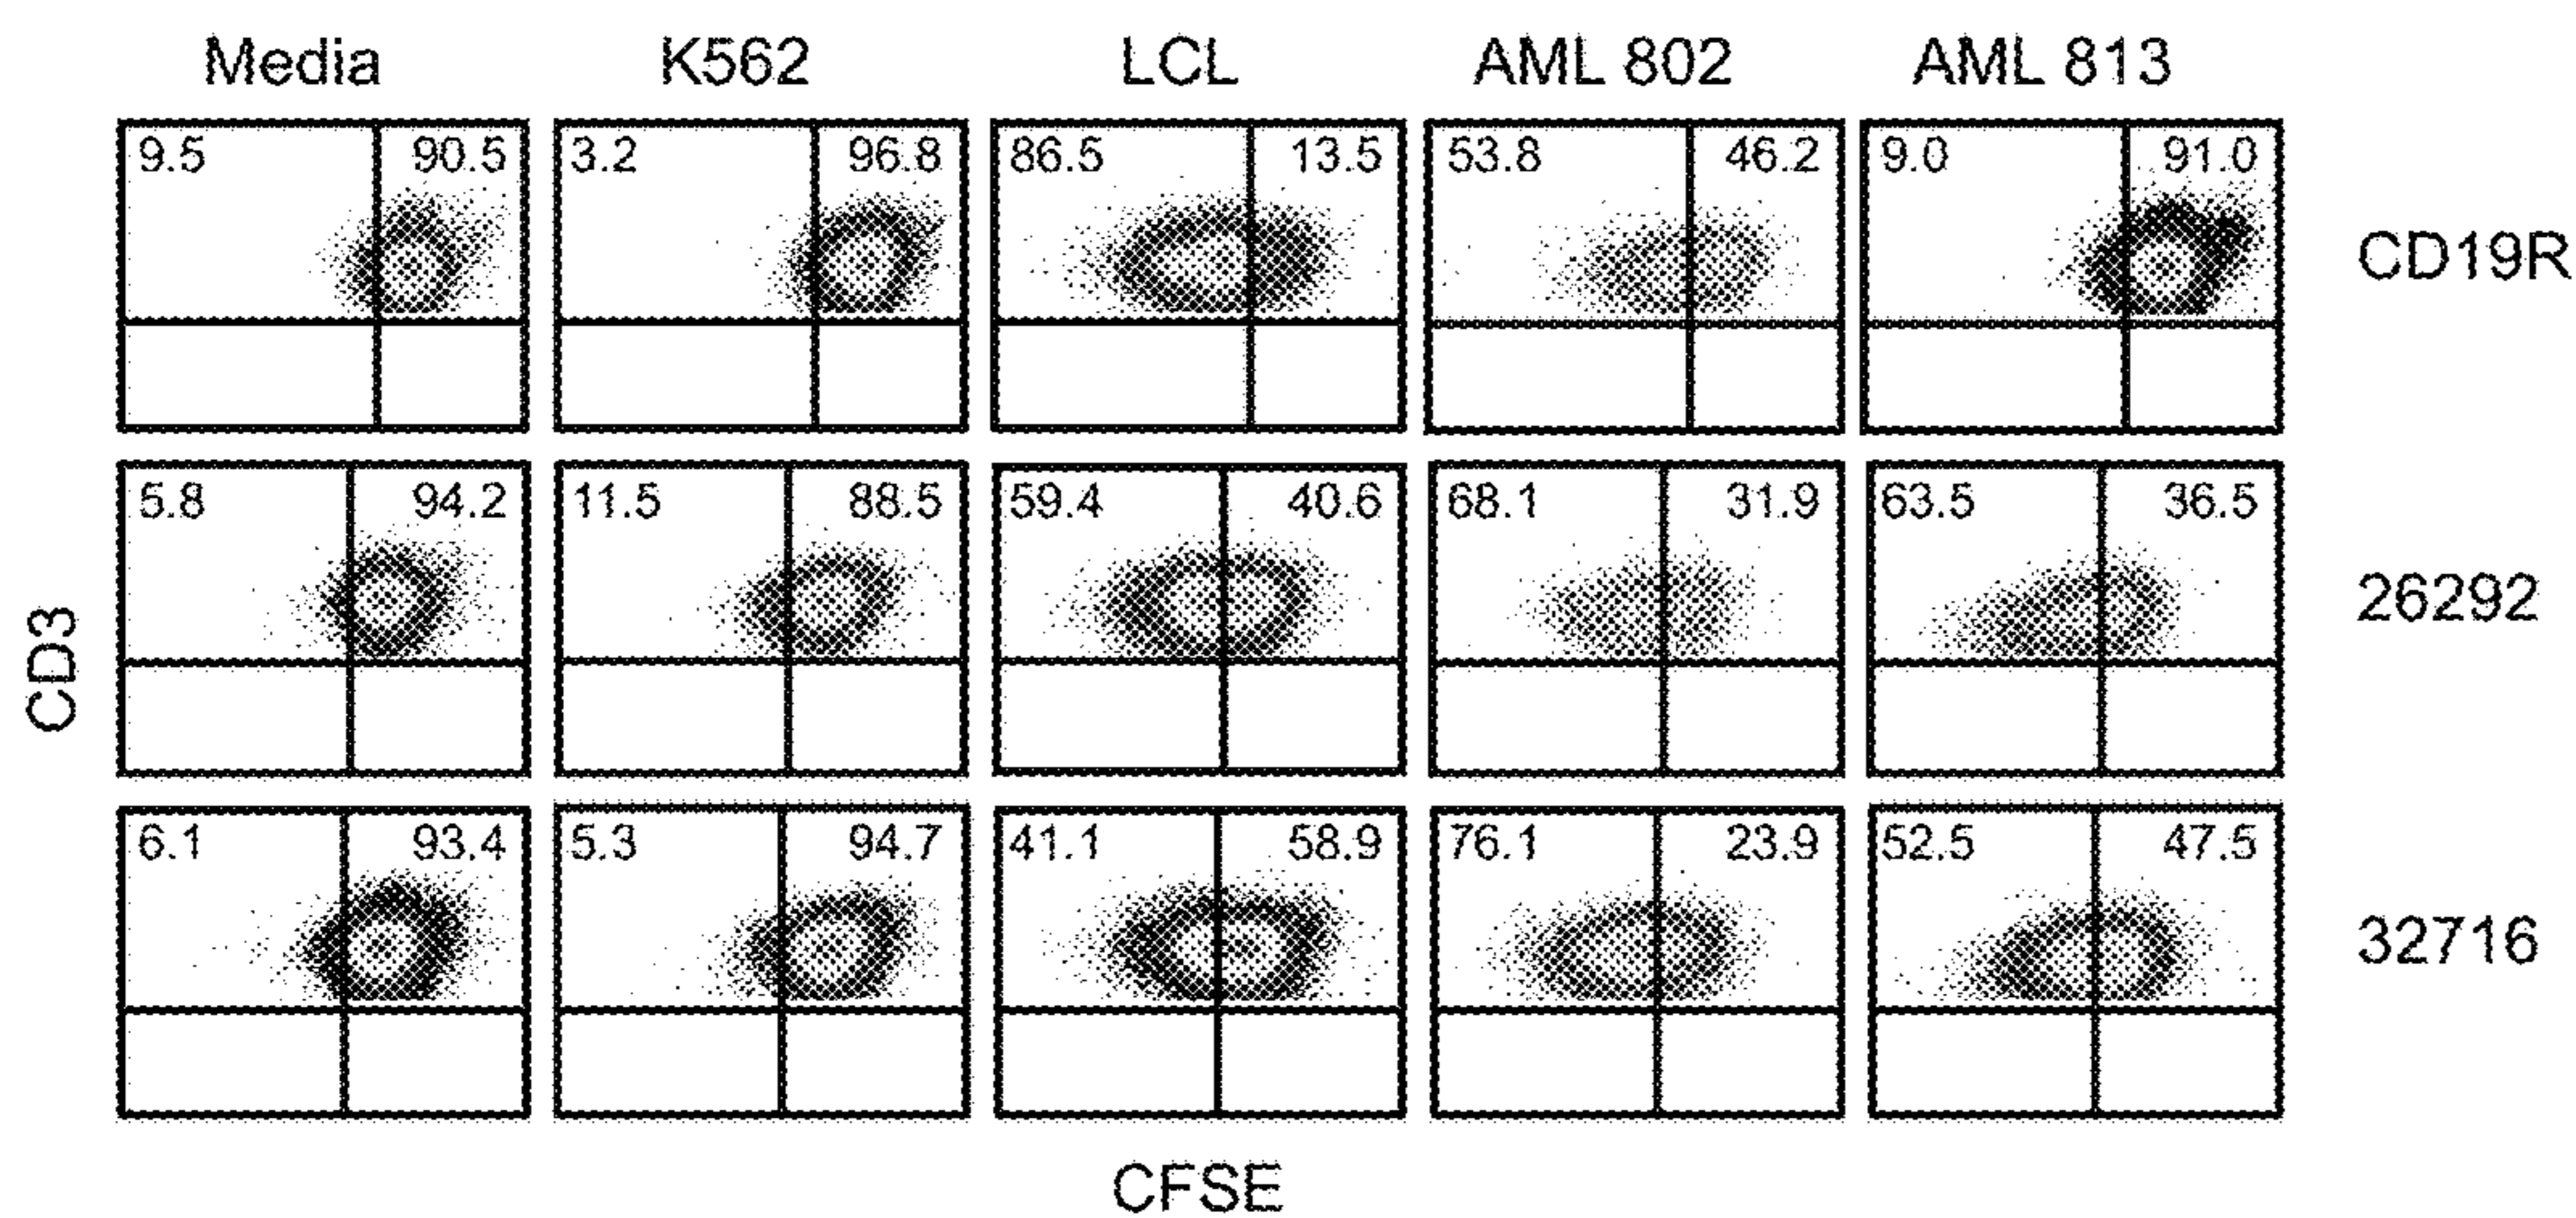 Media K562 LCL AML 802 AML 813
9.5 90.5 3.2 96.8 86.5 13.5 53.8 46.2 9.0 91.0
CD19R
5.8 94.2 11.5 88.5 59.4 40.6 68.1 31.9 63.5 36.5
26292
CD3
6.1 93.4 5.3 94.7 41.1 58.9 76.1 23.9 52.5 47.5
32716
CFSE